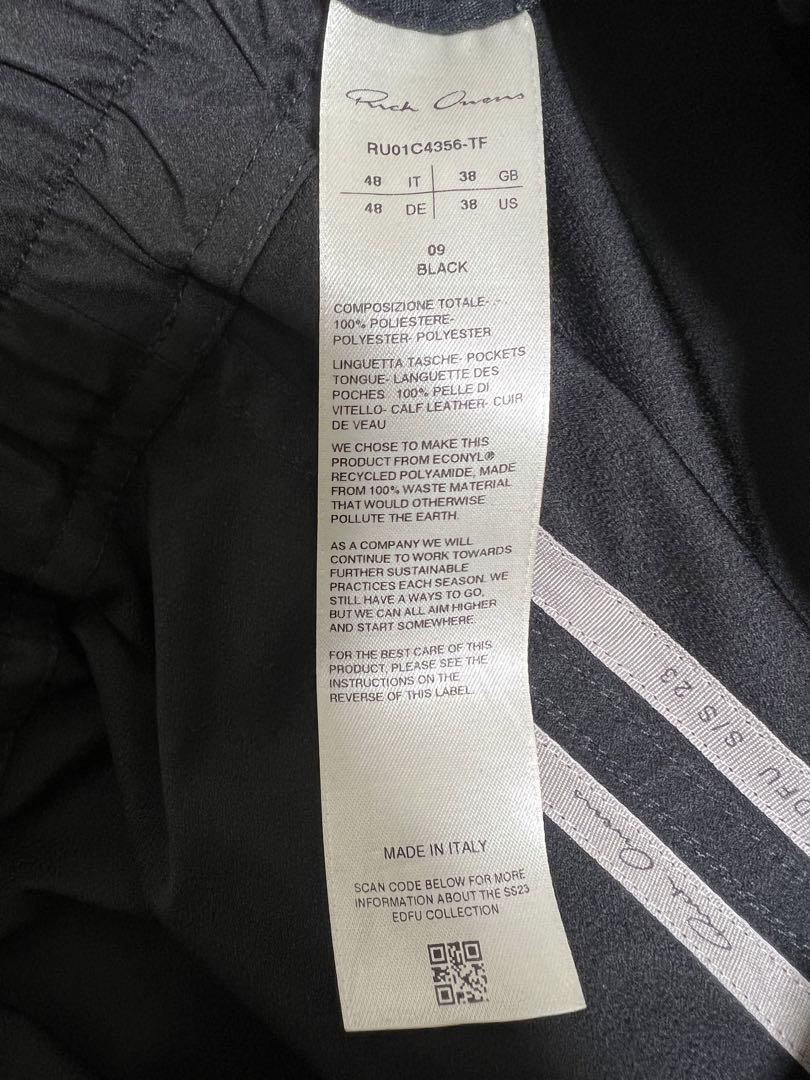 Rick Owens
RU01C4356-TF
48 IT 38 GB
48 DE 38 US
09
BLACK
COMPOSIZIONE TOTALE- -
100% POLIESTERE-
POLYESTER- POLYESTER
LINGUETTA TASCHE- POCKETS
TONGUE- LANGUETTE DES
POCHES 100% PELLE DI
VITELLO- CALF LEATHER- CUIR
DE VEAU
WE CHOSE TO MAKE THIS
PRODUCT FROM ECONYL®
RECYCLED POLYAMIDE, MADE
FROM 100% WASTE MATERIAL
THAT WOULD OTHERWISE
POLLUTE THE EARTH.
AS A COMPANY WE WILL
CONTINUE TO WORK TOWARDS
FURTHER SUSTAINABLE
PRACTICES EACH SEASON. WE
STILL HAVE A WAYS TO GO,
BUT WE CAN ALL AIM HIGHER
AND START SOMEWHERE.
FOR THE BEST CARE OF THIS
PRODUCT, PLEASE SEE THE
INSTRUCTIONS ON THE
REVERSE OF THIS LABEL.
MADE IN ITALY
SCAN CODE BELOW FOR MORE
INFORMATION ABOUT THE SS23
EDFU COLLECTION
DFU S/S 23
Rick Owens